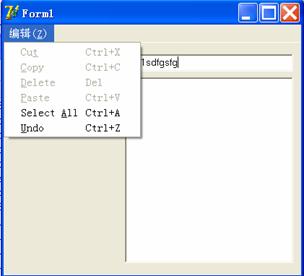 Form1
编辑(Z)
1sdfgsfg
Cut Ctrl+X
Copy Ctrl+C
Delete Del
Paste Ctrl+V
Select All Ctrl+A
Undo Ctrl+Z